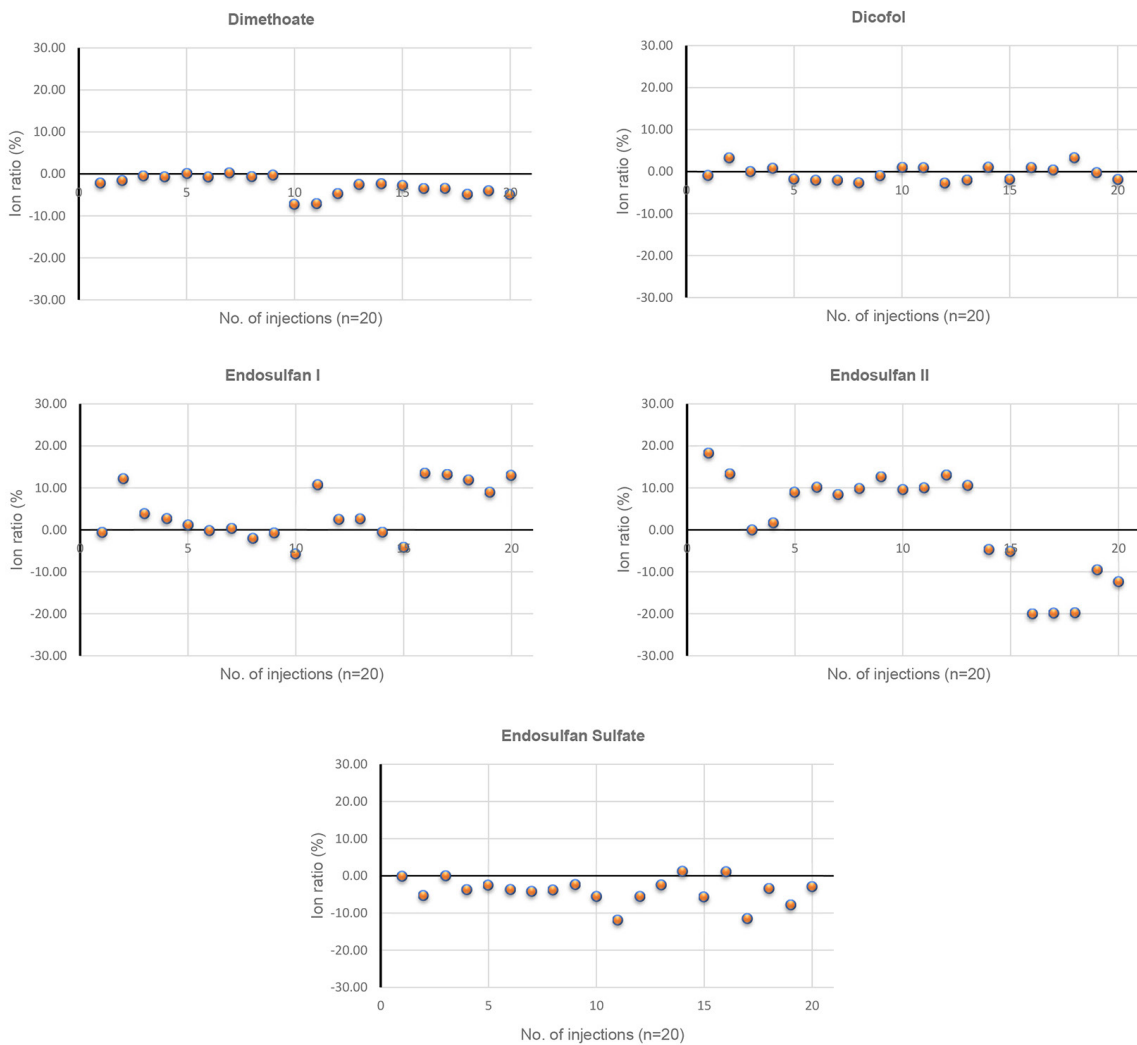 Dimethoate
30.00
20.00
10.00
0.00
-10.00
-20.00
-30.00
0 5 10 15 20
Ion ratio (%)
No. of injections (n=20)
Dicofol
30.00
20.00
10.00
0.00
-10.00
-20.00
-30.00
0 5 10 15 20
Ion ratio (%)
No. of injections (n=20)
Endosulfan I
30.00
20.00
10.00
0.00
-10.00
-20.00
-30.00
0 5 10 15 20
Ion ratio (%
No. of injections (n=20)
Endosulfan II
30.00
20.00
10.00
0.00
-10.00
-20.00
-30.00
0 5 10 15 20
Ion ratio (%)
No. of injections (n=20)
Endosulfan Sulfate
30.00
20.00
10.00
0.00
-10.00
-20.00
-30.00
0 5 10 15 20
Ion ratio (%)
No. of injections (n=20)